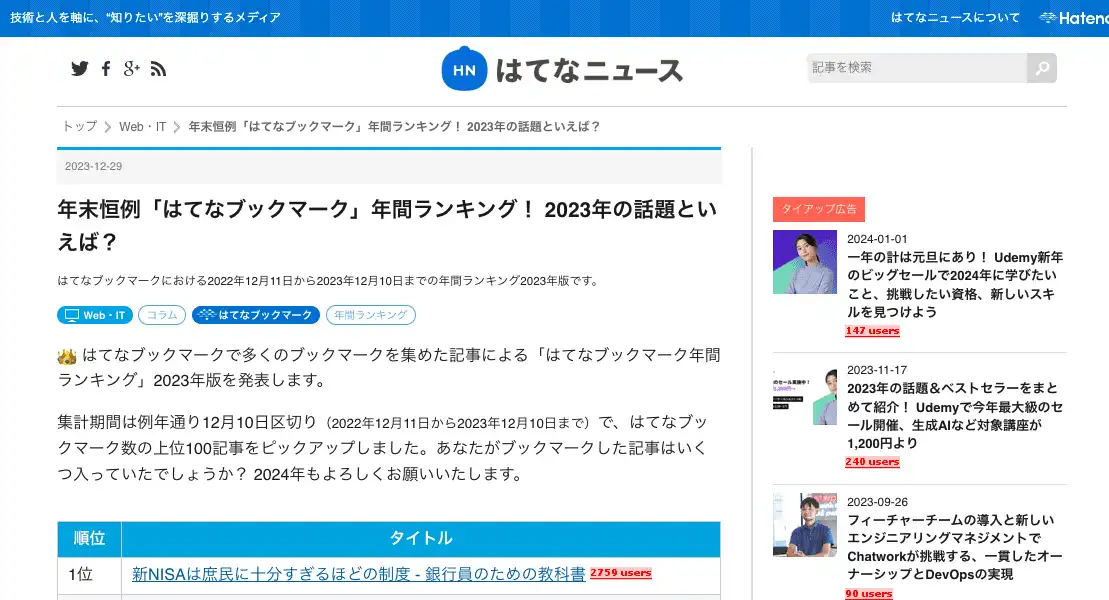 技術と人を軸に、“知りたい”を深掘りするメディア
はてなニュースについて
Haten
HN はてなニュース
記事を検索
トップ
Web・IT
年末恒例「はてなブックマーク」年間ランキング！ 2023年の話題といえば？
2023-12-29
年末恒例「はてなブックマーク」年間ランキング！ 2023年の話題とい
えば？
はてなブックマークにおける2022年12月11日から2023年12月10日までの年間ランキング2023年版です。
Web・IT
コラム
はてなブックマーク
年間ランキング
はてなブックマークで多くのブックマークを集めた記事による「はてなブックマーク年間
ランキング」2023年版を発表します。
集計期間は例年通り12月10日区切り（2022年12月11日から2023年12月10日まで）で、はてなブッ
クマーク数の上位100記事をピックアップしました。あなたがブックマークした記事はいく
つ入っていたでしょうか？ 2024年もよろしくお願いいたします。
順位 タイトル
1位 新NISAは庶民に十分すぎるほどの制度 - 銀行員のための教科書 2759 users
タイアップ広告
2024-01-01
一年の計は元旦にあり！ Udemy新年
のビッグセールで2024年に学びたい
こと、挑戦したい資格、新しいスキ
ルを見つけよう
147 users
2023-11-17
2023年の話題＆ベストセラーをまと
めて紹介！ Udemyで今年最大級のセ
ール開催、生成AIなど対象講座が
1,200円より
240 users
2023-09-26
フィーチャーチームの導入と新しい
エンジニアリングマネジメントで
Chatworkが挑戦する、一貫したオー
ナーシップとDevOpsの実現
90 users